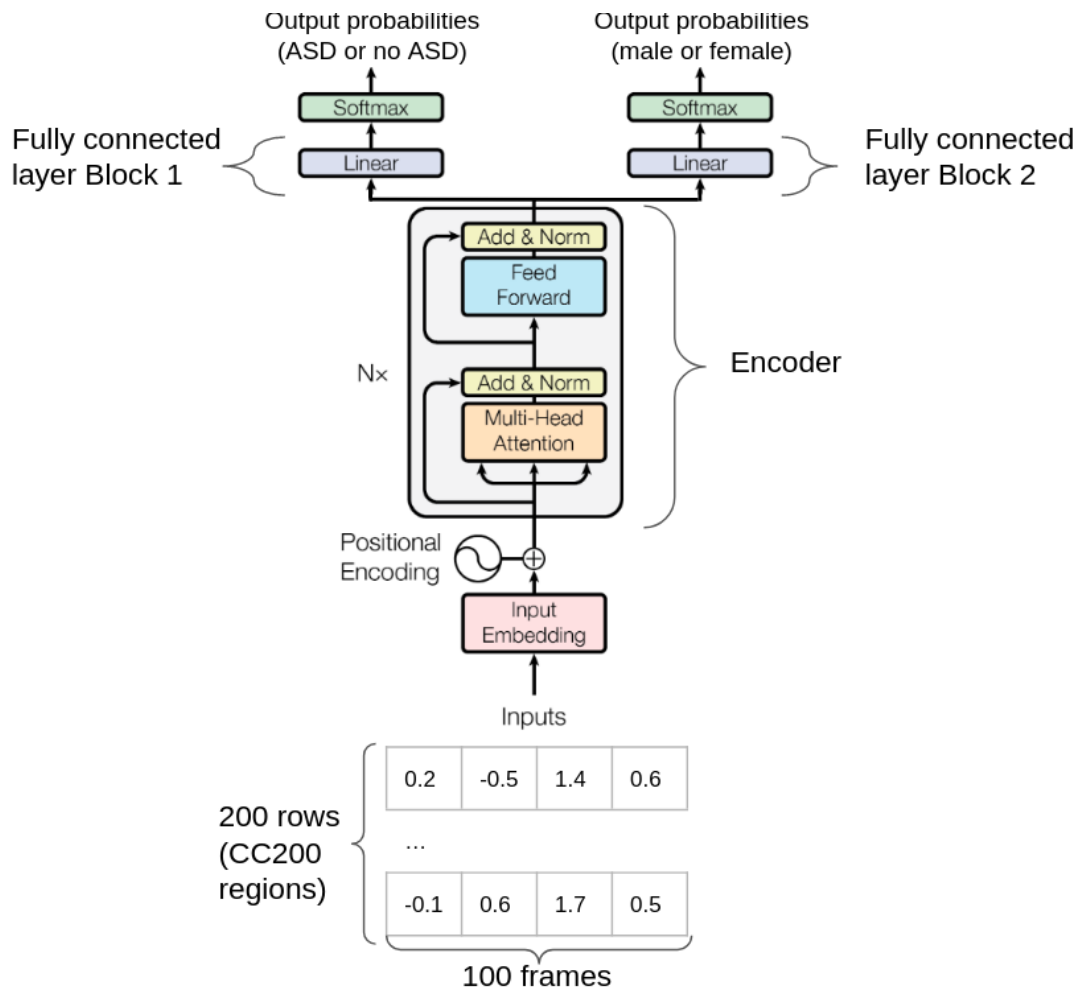 Output probabilities
(ASD or no ASD)
Output probabilities
(male or female)
Softmax
Softmax
Fully connected
layer Block 1
Linear
Linear
Fully connected
layer Block 2
Add & Norm
Feed
Forward
Nx
Add & Norm
Multi-Head
Attention
Encoder
Positional
Encoding
Input
Embedding
Inputs
200 rows
(CC200
regions)
0.2 -0.5 1.4 0.6
...
-0.1 0.6 1.7 0.5
100 frames